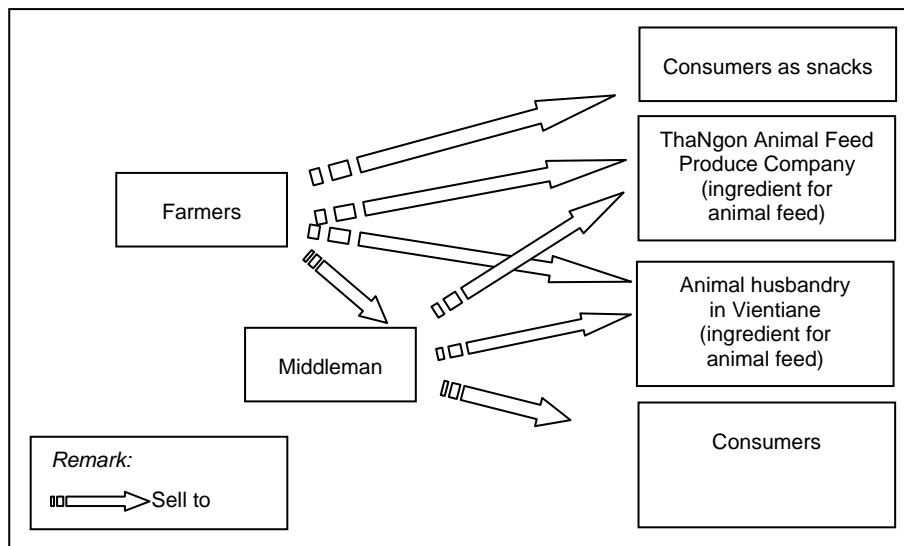 Consumers as snacks
ThaNgon Animal Feed
Produce Company
(ingredient for
animal feed)
Farmers
Animal husbandry
in Vientiane
(ingredient for
animal feed)
Middleman
Consumers
Remark:
Sell to